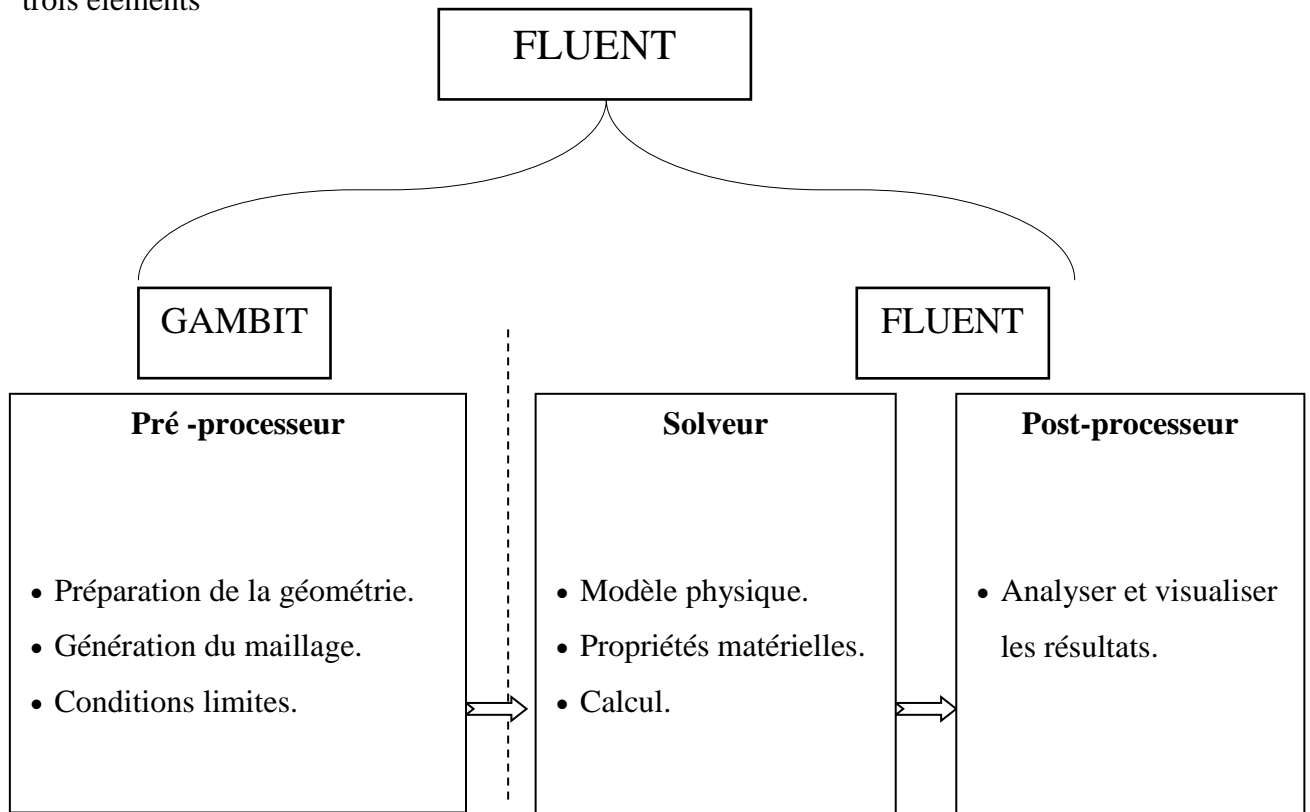 trois éléments
FLUENT
GAMBIT
FLUENT
Pré -processeur
• Préparation de la géométrie.
• Génération du maillage.
• Conditions limites.
Solveur
• Modèle physique.
• Propriétés matérielles.
• Calcul.
Post-processeur
• Analyser et visualiser
les résultats.